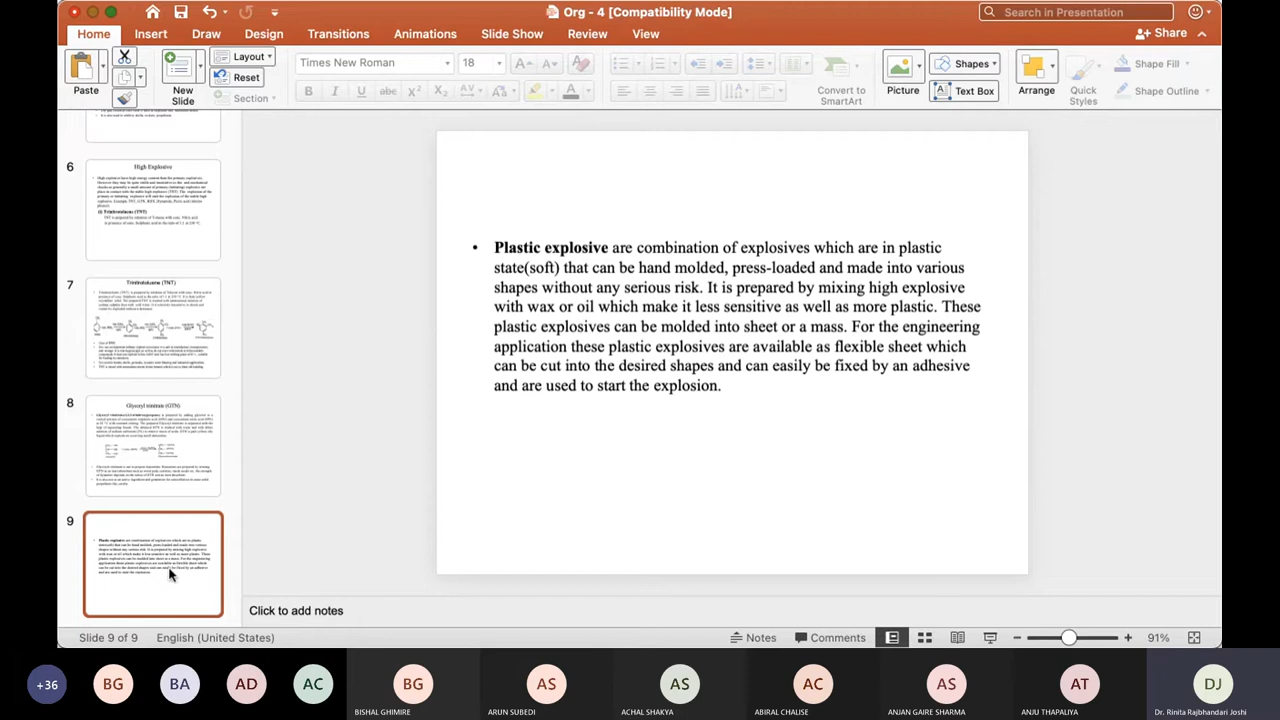 Org - 4 [Compatibility Mode]
Search in Presentation
Home Insert Draw Design Transitions Animations Slide Show Review View
Share
Paste
New Slide
Layout
Reset
Section
Times New Roman 18
Convert to SmartArt
Picture
Shapes
Text Box
Arrange
Quick Styles
Shape Fill
Shape Outline
6
High Explosive
7
Trinitrotoluene (TNT)
8
9
• Plastic explosive are combination of explosives which are in plastic
state(soft) that can be hand molded, press-loaded and made into various
shapes without any serious risk. It is prepared by mixing high explosive
with wax or oil which make it less sensitive as well as more plastic. These
plastic explosives can be molded into sheet or a mass. For the engineering
application these plastic explosives are available as flexible sheet which
can be cut into the desired shapes and can easily be fixed by an adhesive
and are used to start the explosion.
Click to add notes
Slide 9 of 9 English (United States)
Notes Comments 91%
+36 BG BA AD AC BG AS AS AC AS AT DJ
BISHAL GHIMIRE ARUN SUBEDI ACHAL SHAKYA ABIRAL CHALISE ANJAN GAIRE SHARMA ANJU THAPALIYA Dr. Rinita Rajbhandari Joshi